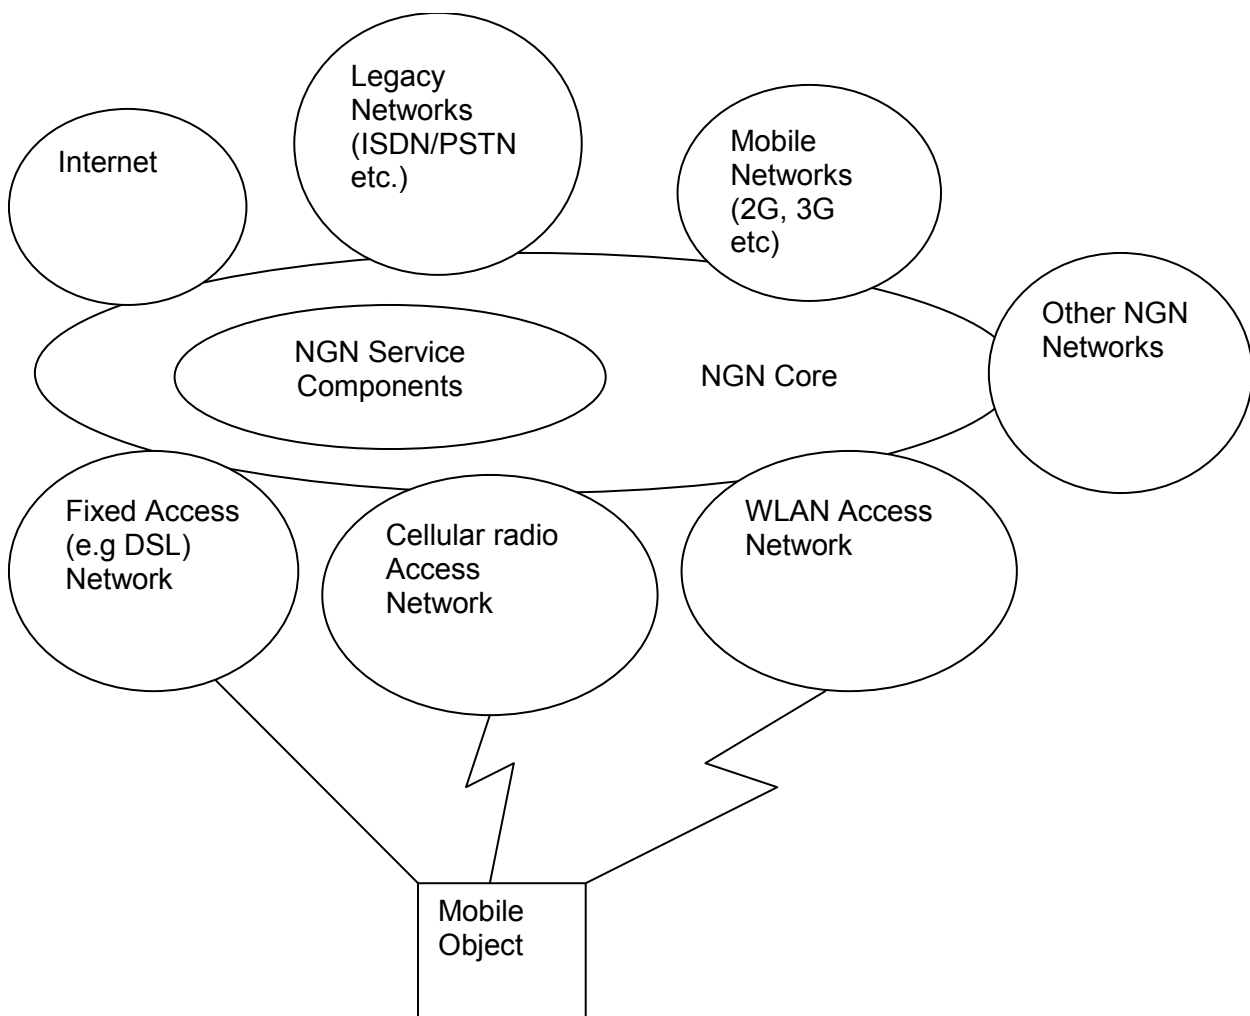 Legacy
Networks
(ISDN/PSTN
etc.)
Internet
Mobile
Networks
(2G, 3G
etc)
Other NGN
Networks
NGN Service
Components
NGN Core
Fixed Access
(e.g DSL)
Network
Cellular radio
Access
Network
WLAN Access
Network
Mobile
Object